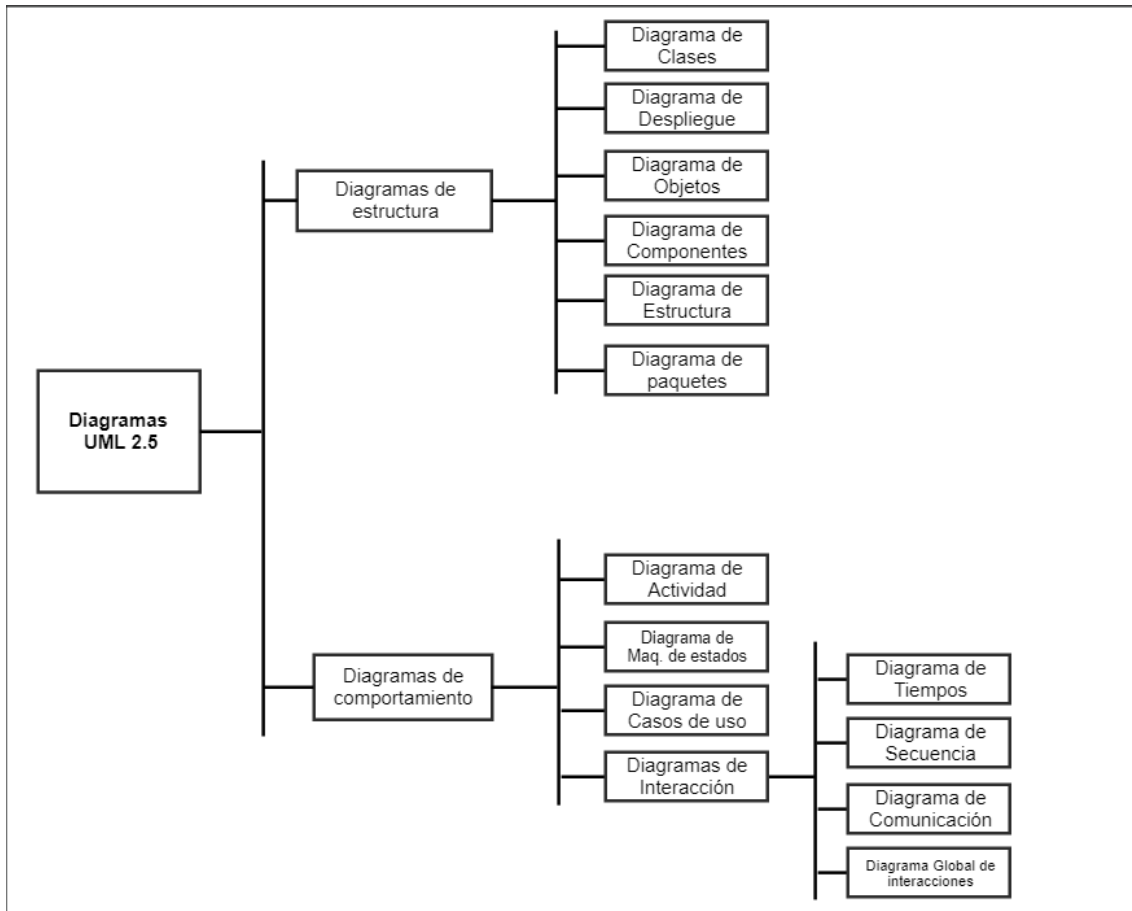 Diagramas
UML 2.5
Diagramas de
estructura
Diagrama de
Clases
Diagrama de
Despliegue
Diagrama de
Objetos
Diagrama de
Componentes
Diagrama de
Estructura
Diagrama de
paquetes
Diagramas de
comportamiento
Diagrama de
Actividad
Diagrama de
Maq. de estados
Diagrama de
Casos de uso
Diagramas de
Interacción
Diagrama de
Tiempos
Diagrama de
Secuencia
Diagrama de
Comunicación
Diagrama Global de
interacciones